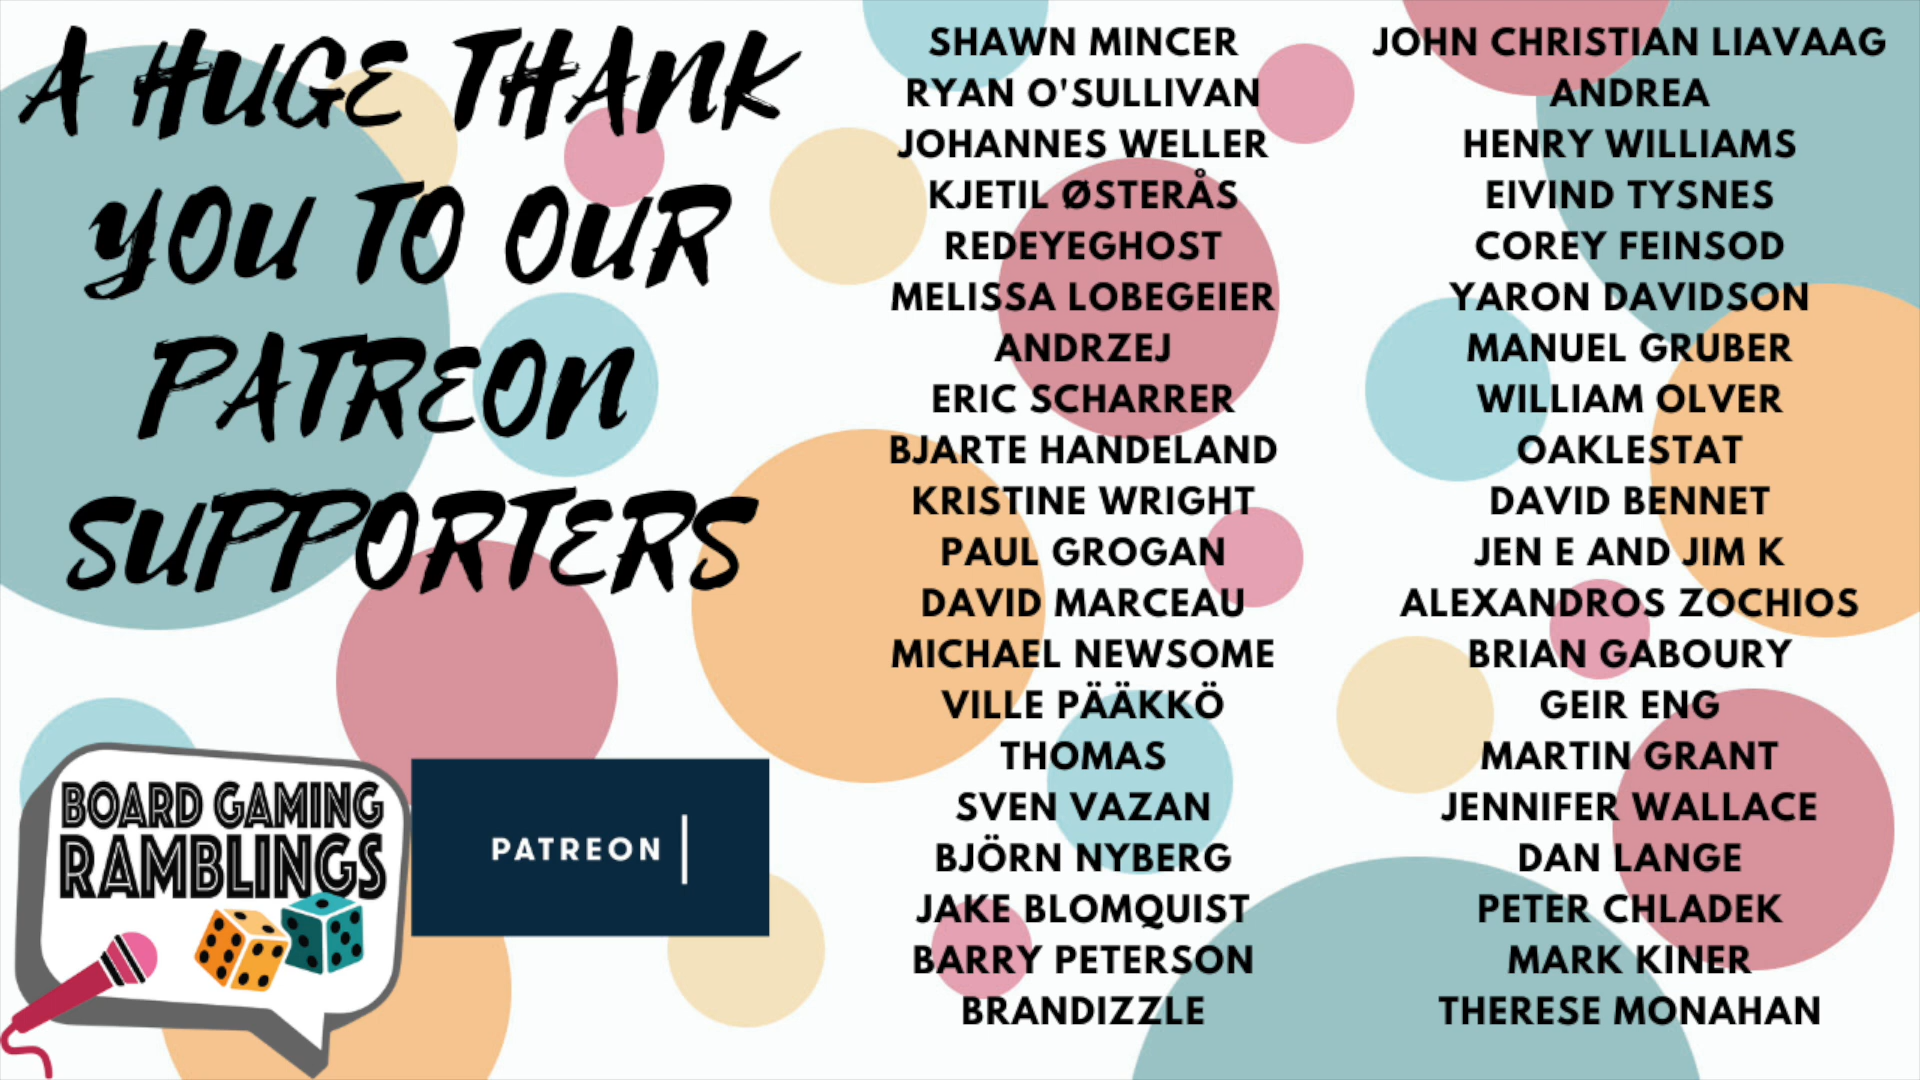 A HUGE THANK
YOU TO OUR
PATREON
SUPPORTERS
BOARD GAMING
RAMBLINGS
PATREON
SHAWN MINCER
RYAN O'SULLIVAN
JOHANNES WELLER
KJETIL ØSTERÅS
REDEYEGHOST
MELISSA LOBEGEIER
ANDRZEJ
ERIC SCHARRER
BJARTE HANDELAND
KRISTINE WRIGHT
PAUL GROGAN
DAVID MARCEAU
MICHAEL NEWSOME
VILLE PÄÄKKÖ
THOMAS
SVEN VAZAN
BJÖRN NYBERG
JAKE BLOMQUIST
BARRY PETERSON
BRANDIZZLE
JOHN CHRISTIAN LIAVAAG
ANDREA
HENRY WILLIAMS
EIVIND TYSNES
COREY FEINSOD
YARON DAVIDSON
MANUEL GRUBER
WILLIAM OLVER
OAKLESTAT
DAVID BENNET
JEN E AND JIM K
ALEXANDROS ZOCHIOS
BRIAN GABOURY
GEIR ENG
MARTIN GRANT
JENNIFER WALLACE
DAN LANGE
PETER CHLADEK
MARK KINER
THERESE MONAHAN